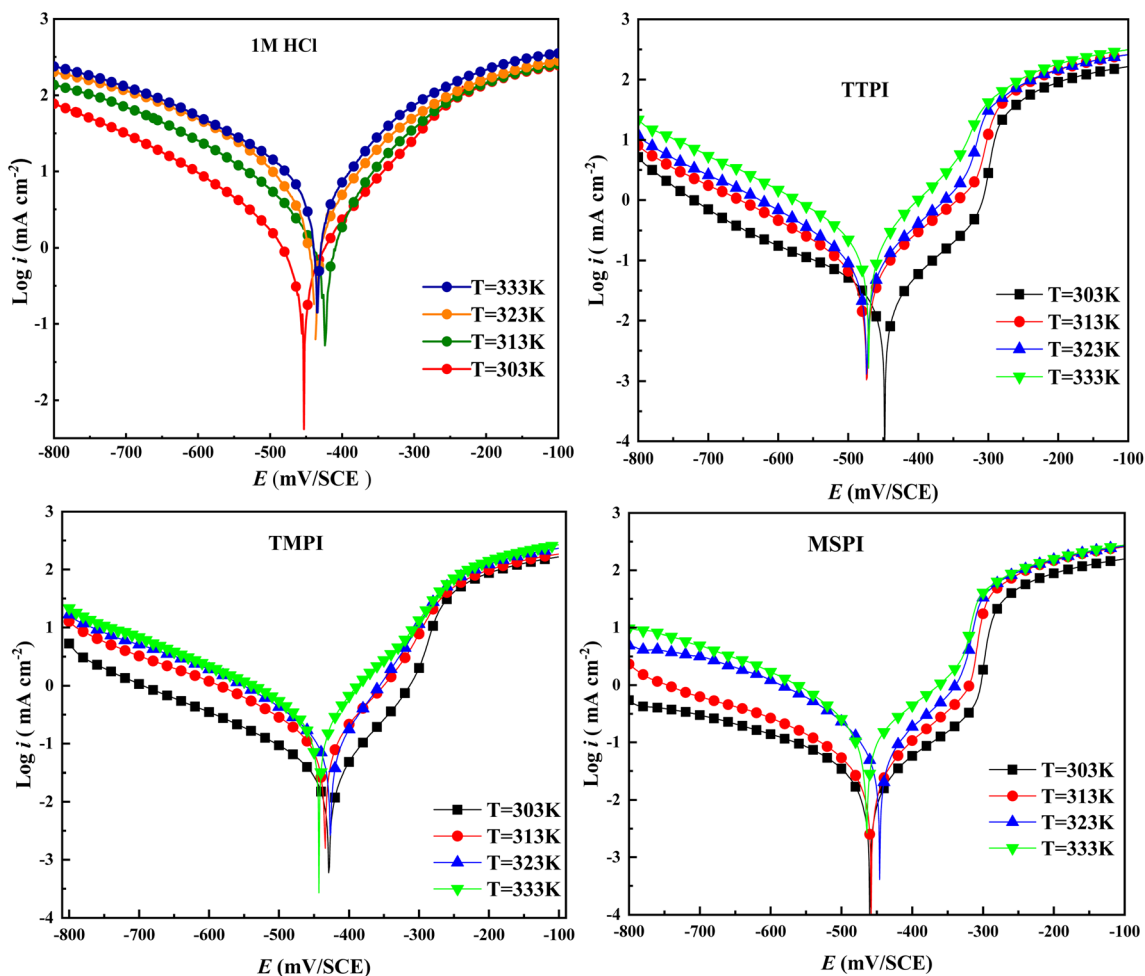 1M HCl
Log i (mA cm-2)
3
2
1
0
-1
-2
T=333K
T=323K
T=313K
T=303K
-800 -700 -600 -500 -400 -300 -200 -100
E (mV/SCE )
TTPI
Log i ( mA cm-2)
3
2
1
0
-1
-2
-3
-4
T=303K
T=313K
T=323K
T=333K
-800 -700 -600 -500 -400 -300 -200 -100
E (mV/SCE)
TMPI
Log i ( mA cm-2)
3
2
1
0
-1
-2
-3
-4
T=303K
T=313K
T=323K
T=333K
-800 -700 -600 -500 -400 -300 -200 -100
E (mV/SCE)
MSPI
Log i ( mA cm-2)
3
2
1
0
-1
-2
-3
-4
T=303K
T=313K
T=323K
T=333K
-800 -700 -600 -500 -400 -300 -200 -100
E (mV/SCE)